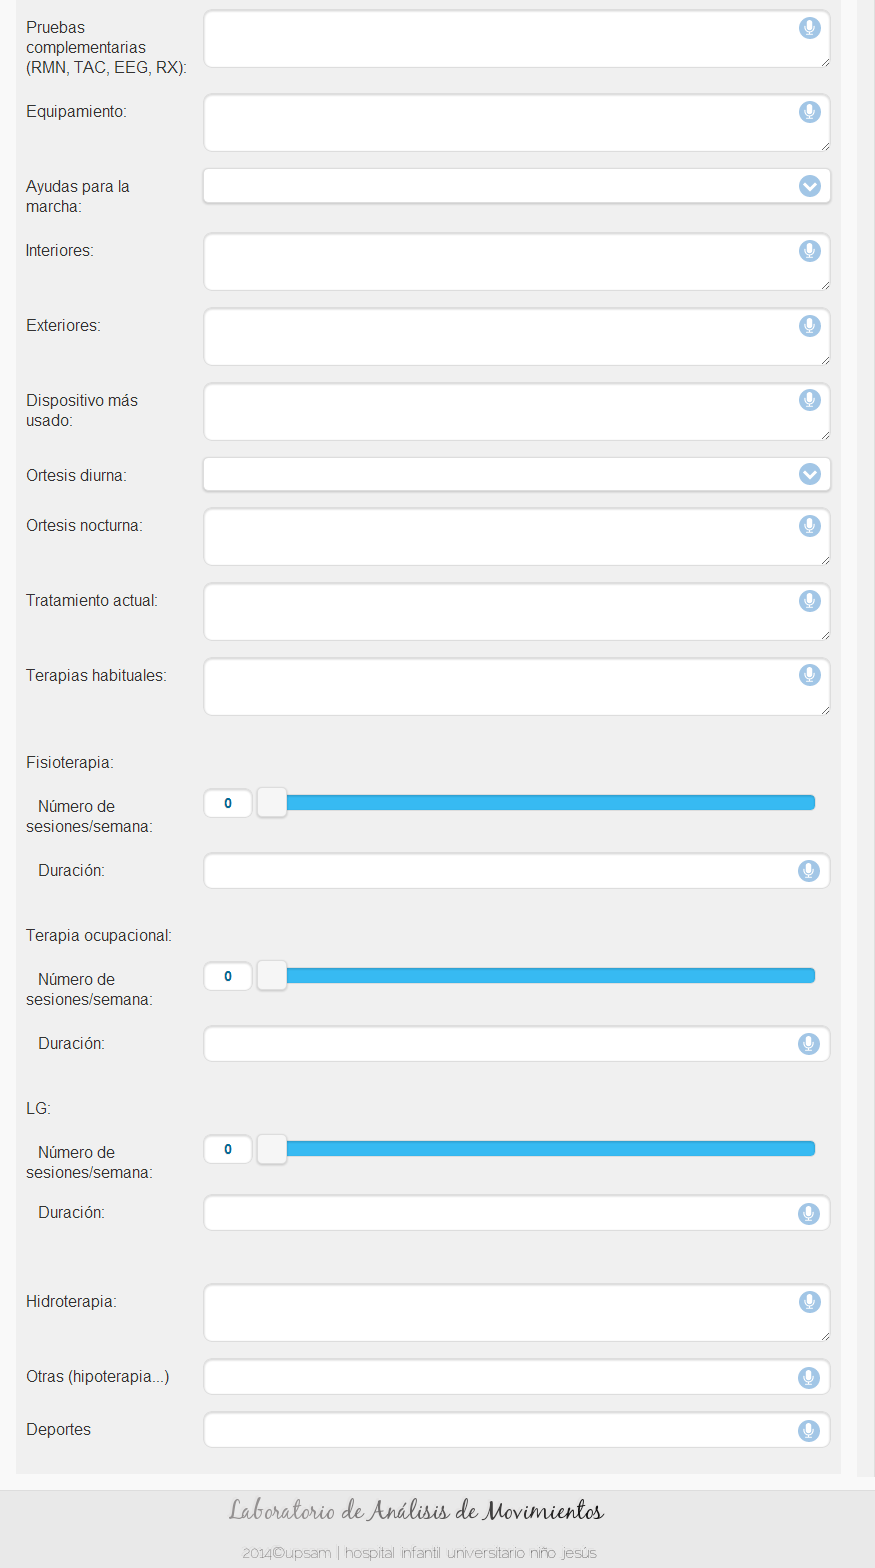 Pruebas
complementarias
(RMN, TAC, EEG, RX):
Equipamiento:
Ayudas para la
marcha:
Interiores:
Exteriores:
Dispositivo más
usado:
Ortesis diurna:
Ortesis nocturna:
Tratamiento actual:
Terapias habituales:
Fisioterapia:
Número de
sesiones/semana:
0
Duración:
Terapia ocupacional:
Número de
sesiones/semana:
0
Duración:
LG:
Número de
sesiones/semana:
0
Duración:
Hidroterapia:
Otras (hipoterapia...)
Deportes
Laboratorio de Análisis de Movimientos
2014©upsam | hospital infantil universitario niño jesús